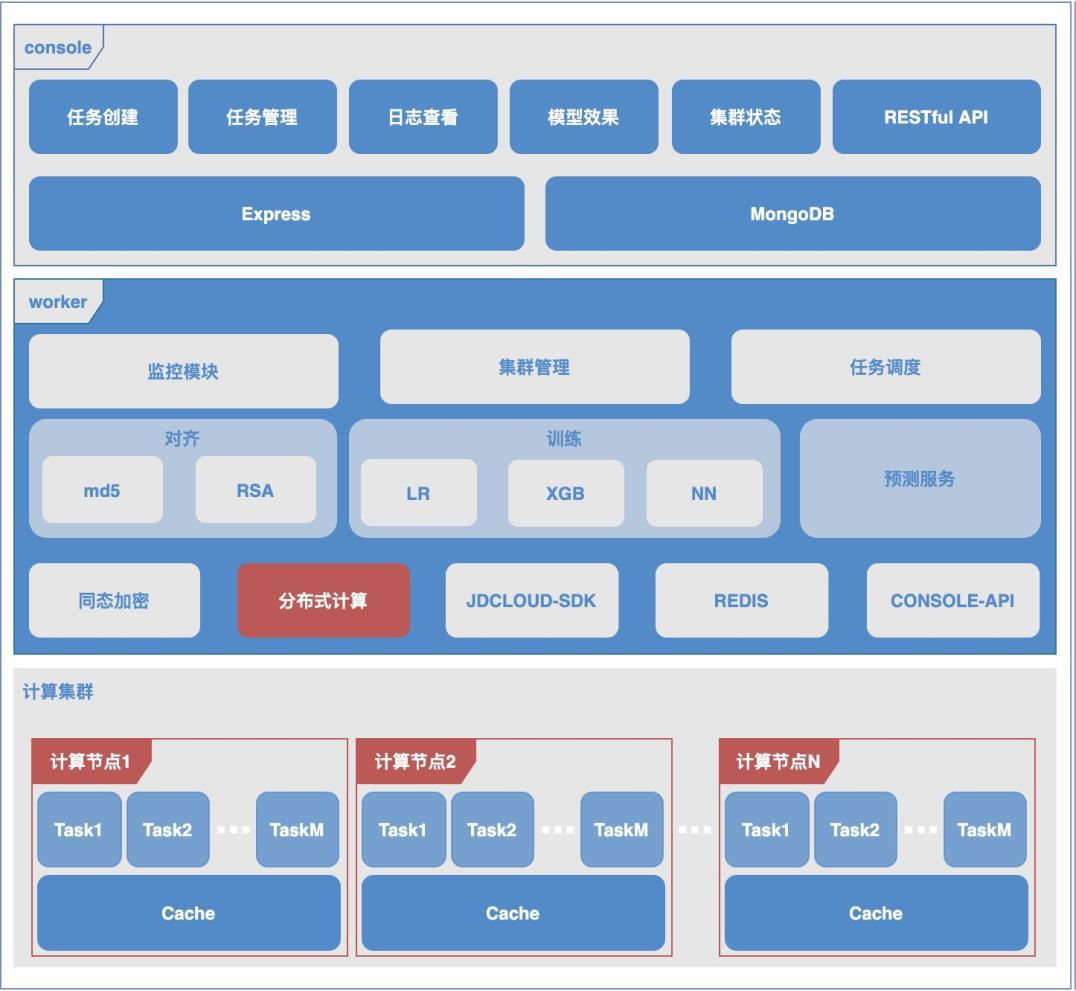 console
任务创建
任务管理
日志查看
模型效果
集群状态
RESTful API
Express
MongoDB
worker
监控模块
集群管理
任务调度
对齐
md5
RSA
训练
LR
XGB
NN
预测服务
同态加密
分布式计算
JDCLOUD-SDK
REDIS
CONSOLE-API
计算集群
计算节点1
Task1
Task2
TaskM
Cache
计算节点2
Task1
Task2
TaskM
Cache
计算节点N
Task1
Task2
TaskM
Cache